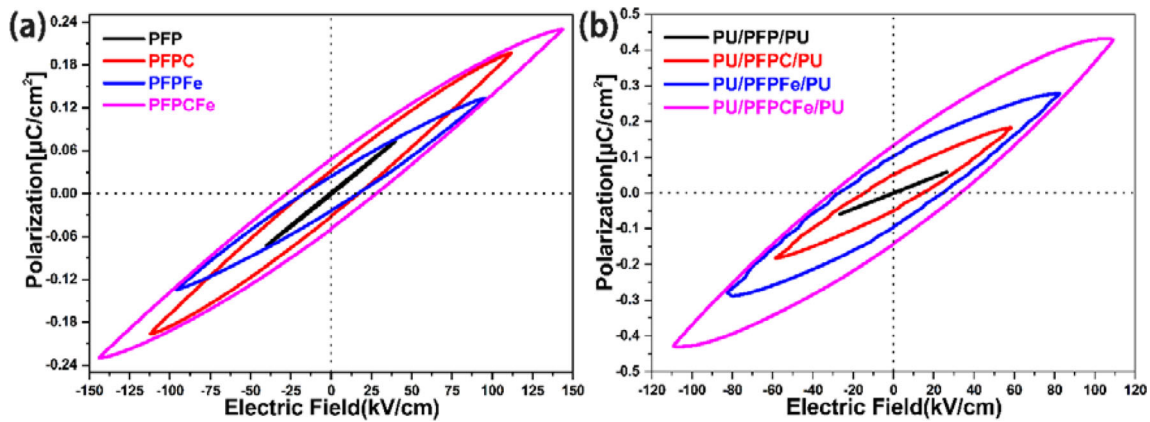 (a)
PFP
PFPC
PFPFe
PFPCFe
Polarization[μC/cm²]
0.24
0.18
0.12
0.06
0.00
-0.06
-0.12
-0.18
-0.24
-150 -125 -100 -75 -50 -25 0 25 50 75 100 125 150
Electric Field(kV/cm)
(b)
PU/PFP/PU
PU/PFPC/PU
PU/PFPFe/PU
PU/PFPCFe/PU
Polarization[μC/cm²]
0.5
0.4
0.3
0.2
0.1
0.0
-0.1
-0.2
-0.3
-0.4
-0.5
-120 -100 -80 -60 -40 -20 0 20 40 60 80 100 120
Electric Field(kV/cm)